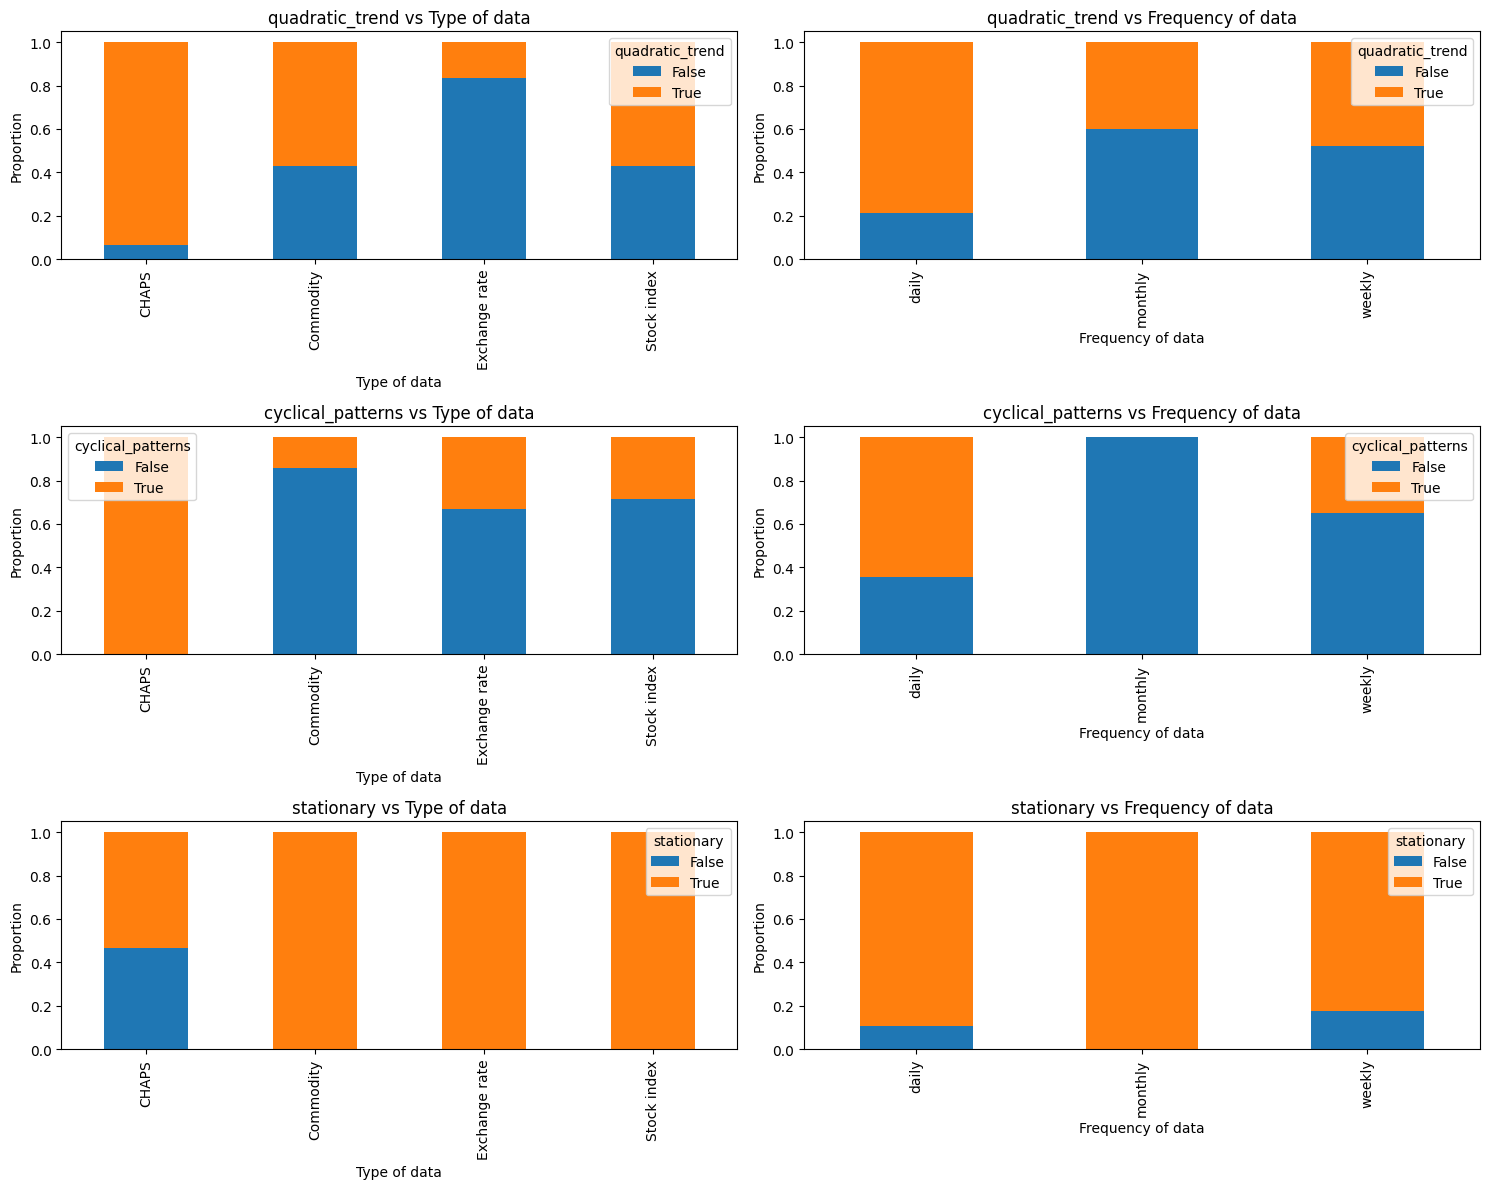 quadratic_trend vs Type of data
Proportion
1.0
0.8
0.6
0.4
0.2
0.0
quadratic_trend
False
True
CHAPS
Commodity
Exchange rate
Stock index
Type of data
quadratic_trend vs Frequency of data
Proportion
1.0
0.8
0.6
0.4
0.2
0.0
quadratic_trend
False
True
daily
monthly
weekly
Frequency of data
cyclical_patterns vs Type of data
Proportion
1.0
0.8
0.6
0.4
0.2
0.0
cyclical_patterns
False
True
CHAPS
Commodity
Exchange rate
Stock index
Type of data
cyclical_patterns vs Frequency of data
Proportion
1.0
0.8
0.6
0.4
0.2
0.0
cyclical_patterns
False
True
daily
monthly
weekly
Frequency of data
stationary vs Type of data
Proportion
1.0
0.8
0.6
0.4
0.2
0.0
stationary
False
True
CHAPS
Commodity
Exchange rate
Stock index
Type of data
stationary vs Frequency of data
Proportion
1.0
0.8
0.6
0.4
0.2
0.0
stationary
False
True
daily
monthly
weekly
Frequency of data